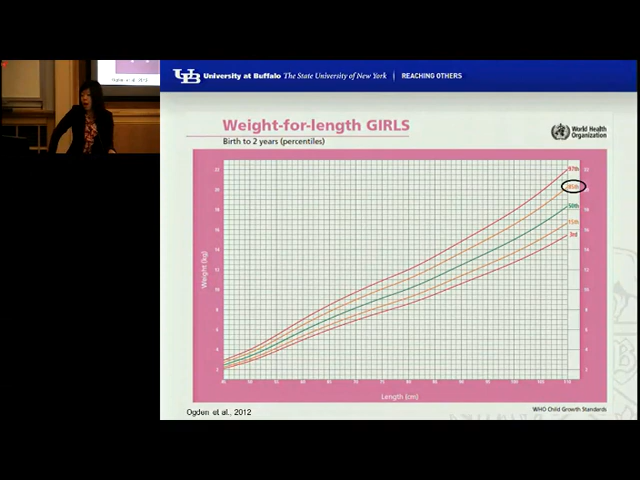 UB University at Buffalo The State University of New York | REACHING OTHERS
Weight-for-length GIRLS
Birth to 2 years (percentiles)
World Health
Organization
97th
85th
50th
15th
3rd
Weight (kg)
Length (cm)
Ogden et al., 2012
WHO Child Growth Standards